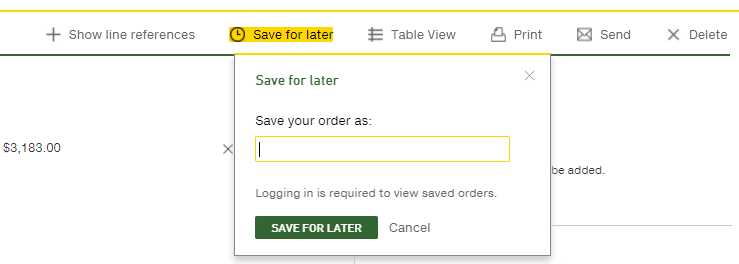 Show line references Save for later Table View Print Send Delete
Save for later
Save your order as:
$3,183.00
be added.
Logging in is required to view saved orders.
SAVE FOR LATER Cancel